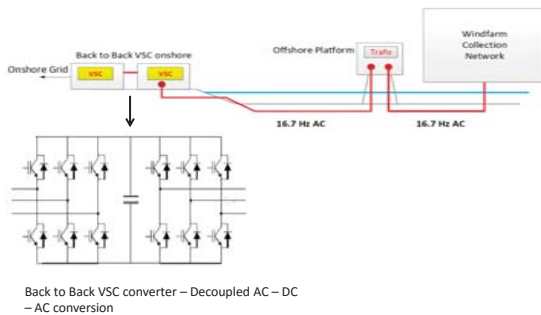 Windfarm
Collection
Network
Offshore Platform
Trafo
Back to Back VSC onshore
Onshore Grid
VSC
VSC
16.7 Hz AC
16.7 Hz AC
Back to Back VSC converter – Decoupled AC – DC
– AC conversion